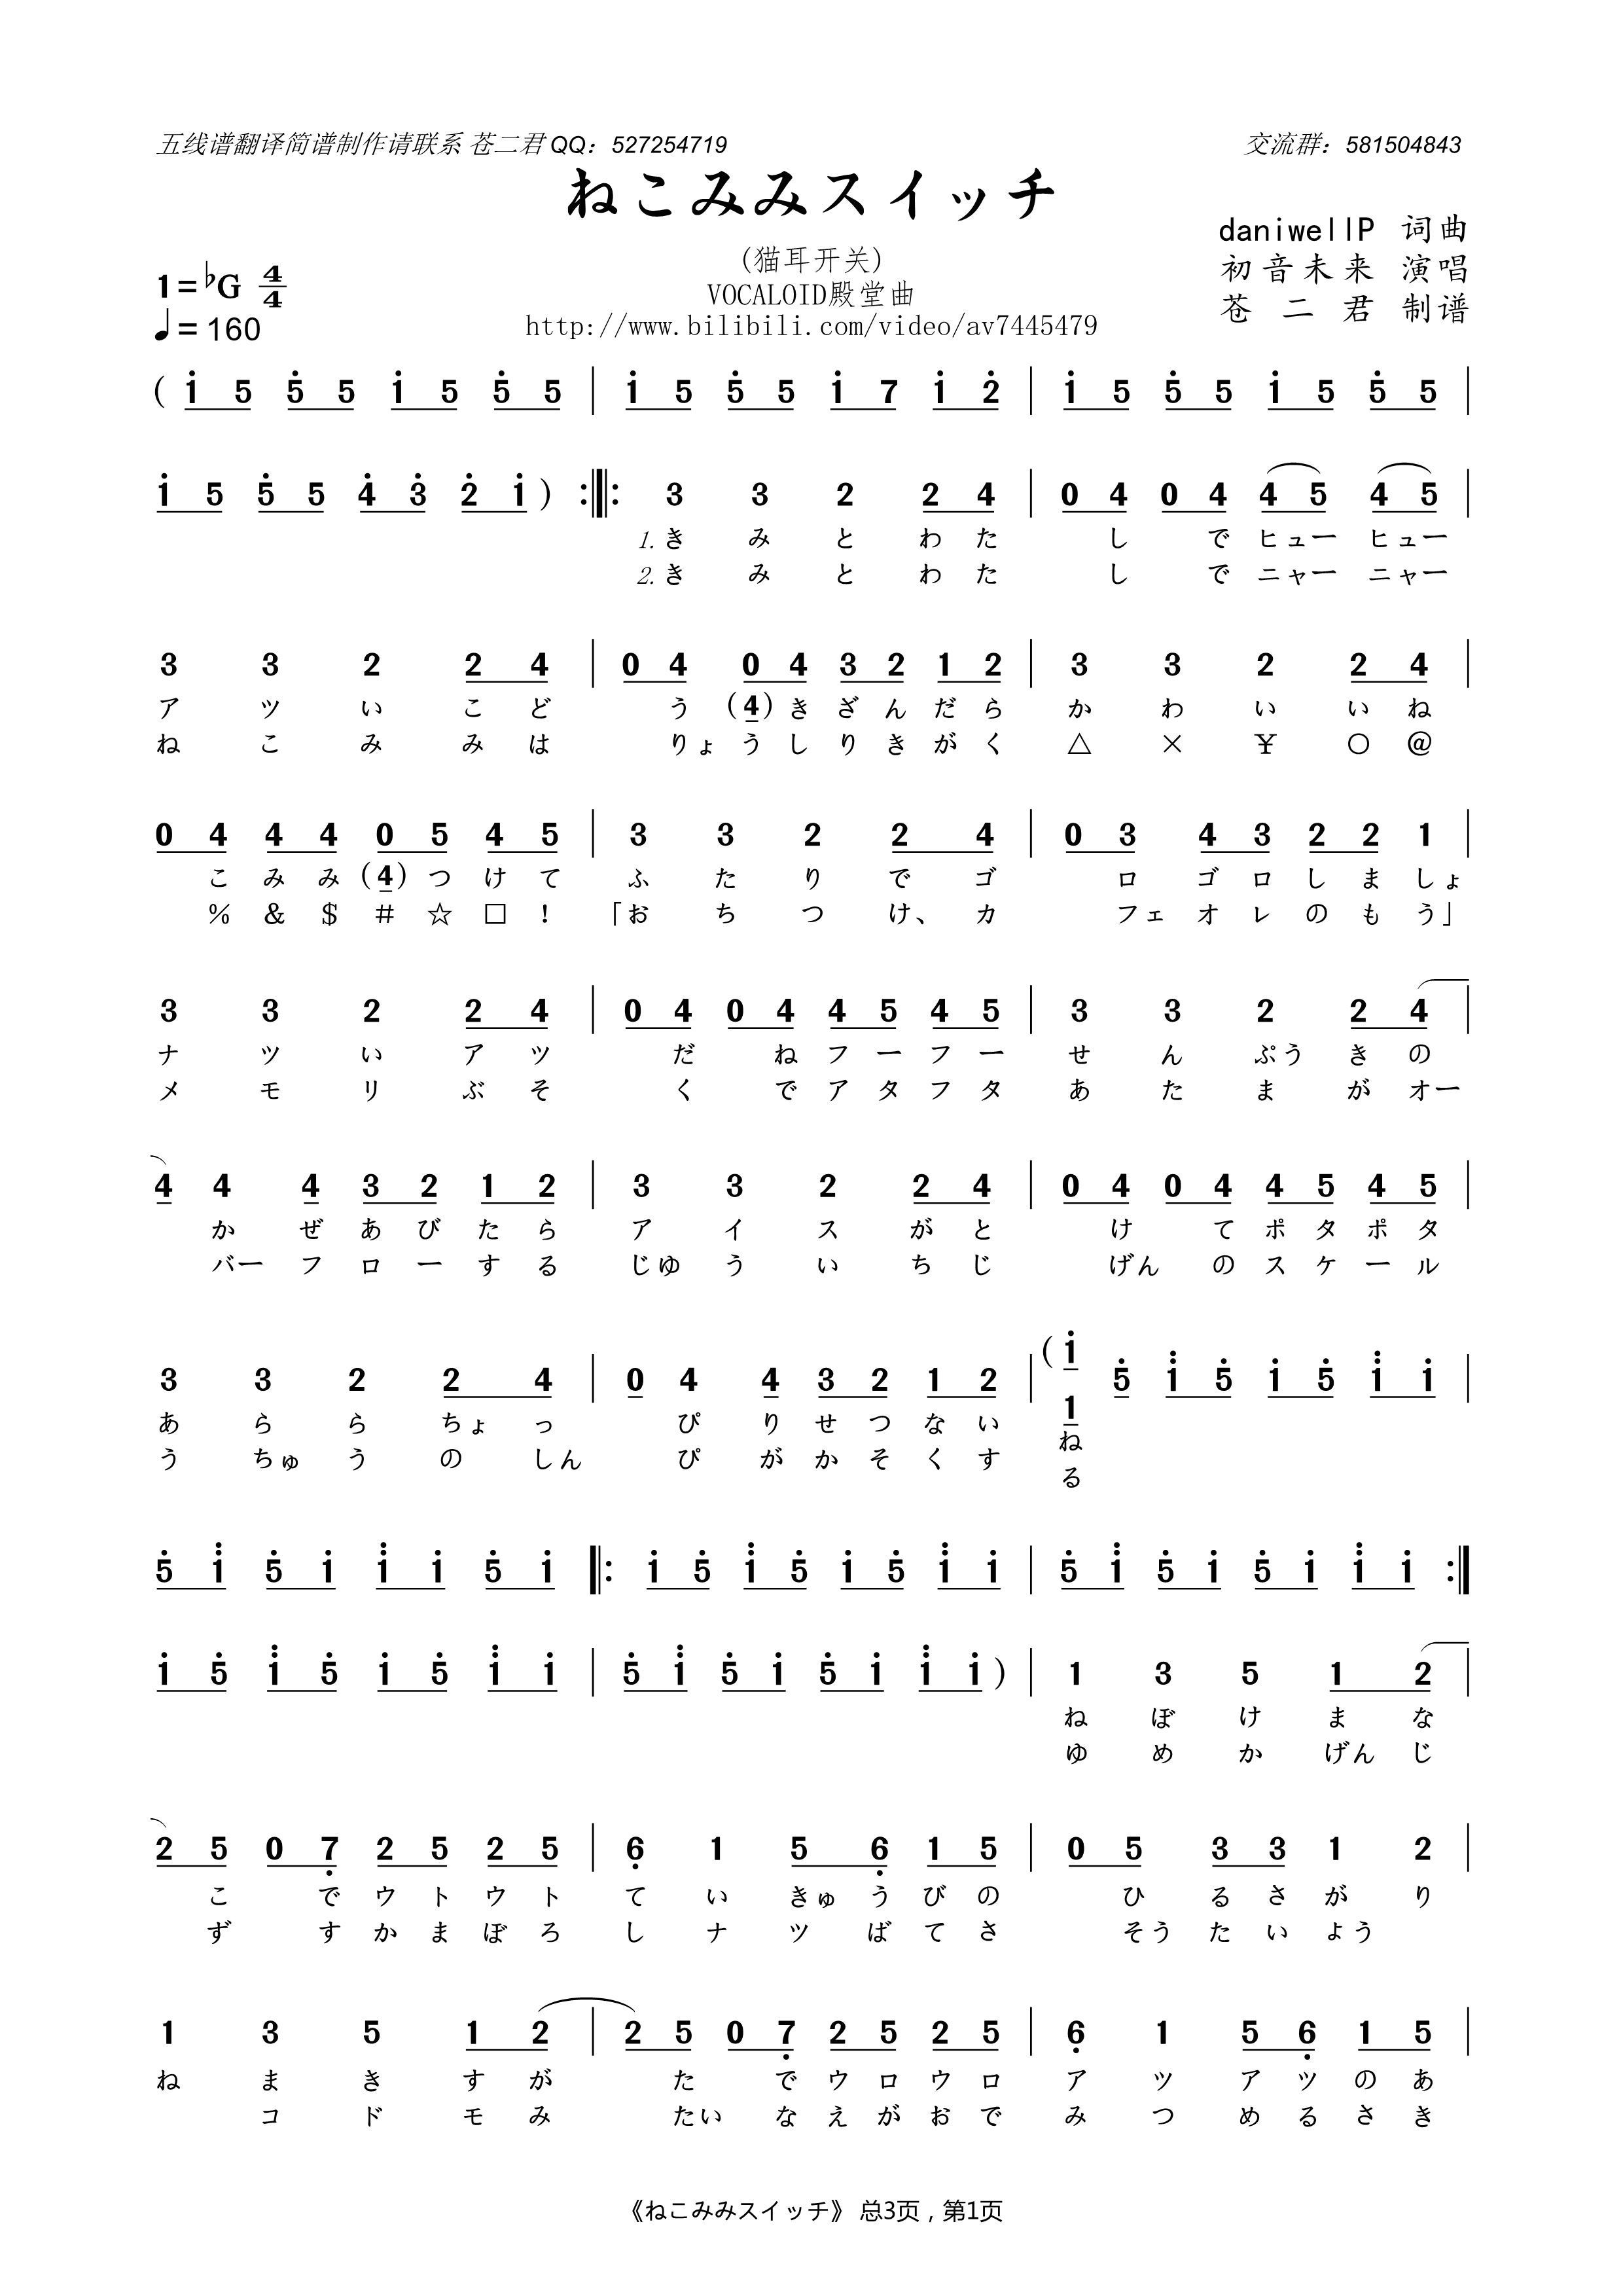 五线谱翻译简谱制作请联系 苍二君 QQ：527254719
交流群：581504843
ねこみみスイッチ
daniwellP 词曲
(猫耳开关)
初音未来 演唱
1=♭G 4/4
VOCALOID殿堂曲
苍二君 制谱
♩=160
http://www.bilibili.com/video/av7445479
( i 5 5̇ 5 i 5 5̇ 5 | i 5 5̇ 5 i 7 i 2̇ | i 5 5̇ 5 i 5 5̇ 5 |
i 5 5̇ 5 4̇ 3̇ 2̇ i ) :‖: 3 3 2 2 4 | 0 4 0 4 4 5 4 5 |
1. き み と わ た し で ヒュー ヒュー
2. き み と わ た し で ニャー ニャー
3 3 2 2 4 | 0 4 0 4 3 2 1 2 | 3 3 2 2 4 |
ア ツ い こ ど う (4) き ざ ん だ ら か わ い い ね
ね こ み み は りょ う し り き が く △ × ￥ ○ @
0 4 4 4 0 5 4 5 | 3 3 2 2 4 | 0 3 4 3 2 2 1 |
こ み み (4) つ け て ふ た り で ゴ ロ ゴ ロ し ま しょ
% & $ # ☆ □ ! 「お ち つ け、 カ フェ オ レ の も う」
3 3 2 2 4 | 0 4 0 4 4 5 4 5 | 3 3 2 2 4 |
ナ ツ い ア ツ だ ね フ ー フ ー せ ん ぷう き の
メ モ リ ぶ そ く で ア タ フ タ あ た ま が オー
4 4 4 3 2 1 2 | 3 3 2 2 4 | 0 4 0 4 4 5 4 5 |
か ぜ あ び た ら ア イ ス が と け て ポ タ ポ タ
バー フ ロ ー す る じゅ う い ち じ げん の ス ケ ー ル
3 3 2 2 4 | 0 4 4 3 2 1 2 | ( i 1 5̇ i̇ 5̇ i 5̇ i̇ i |
あ ら ら ちょ っ ぴ り せ つ な い ね
う ちゅ う の しん ぴ が か そ く す る
5̇ i̇ 5̇ i i̇ i 5̇ i ‖: i 5̇ i̇ 5̇ i 5̇ i̇ i | 5̇ i̇ 5̇ i 5̇ i i̇ i :‖
i 5̇ i̇ 5̇ i 5̇ i̇ i | 5̇ i̇ 5̇ i 5̇ i i̇ i ) | 1 3 5 1 2 |
ね ぼ け ま な
ゆ め か げん じ
2 5 0 7̣ 2 5 2 5 | 6̣ 1 5 6̣ 1 5 | 0 5 3 3 1 2 |
こ で ウ ト ウ ト て い きゅ う び の ひ る さ が り
ず す か ま ぼ ろ し ナ ツ ば て さ そう た い よう
1 3 5 1 2 | 2 5 0 7̣ 2 5 2 5 | 6̣ 1 5 6̣ 1 5 |
ね ま き す が た で ウ ロ ウ ロ ア ツ ア ツ の あ
コ ド モ み たい な え が お で み つ め る さ き
《ねこみみスイッチ》 总3页，第1页